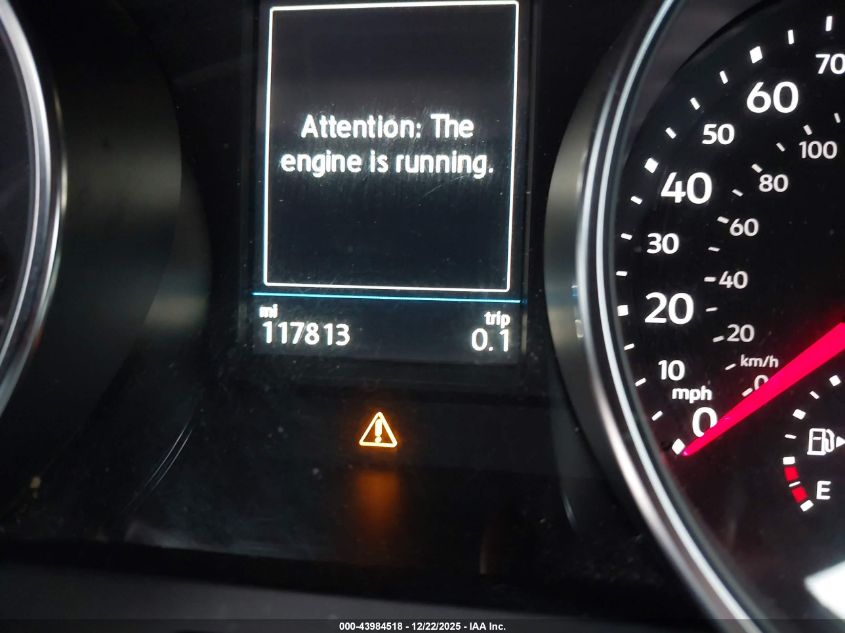 Attention: The
engine is running.
mi
117813
trip
0.1
70
60
50
40
30
20
10
mph
0
100
80
60
40
20
km/h
0
E
000-43984518 - 12/22/2025 - IAA Inc.